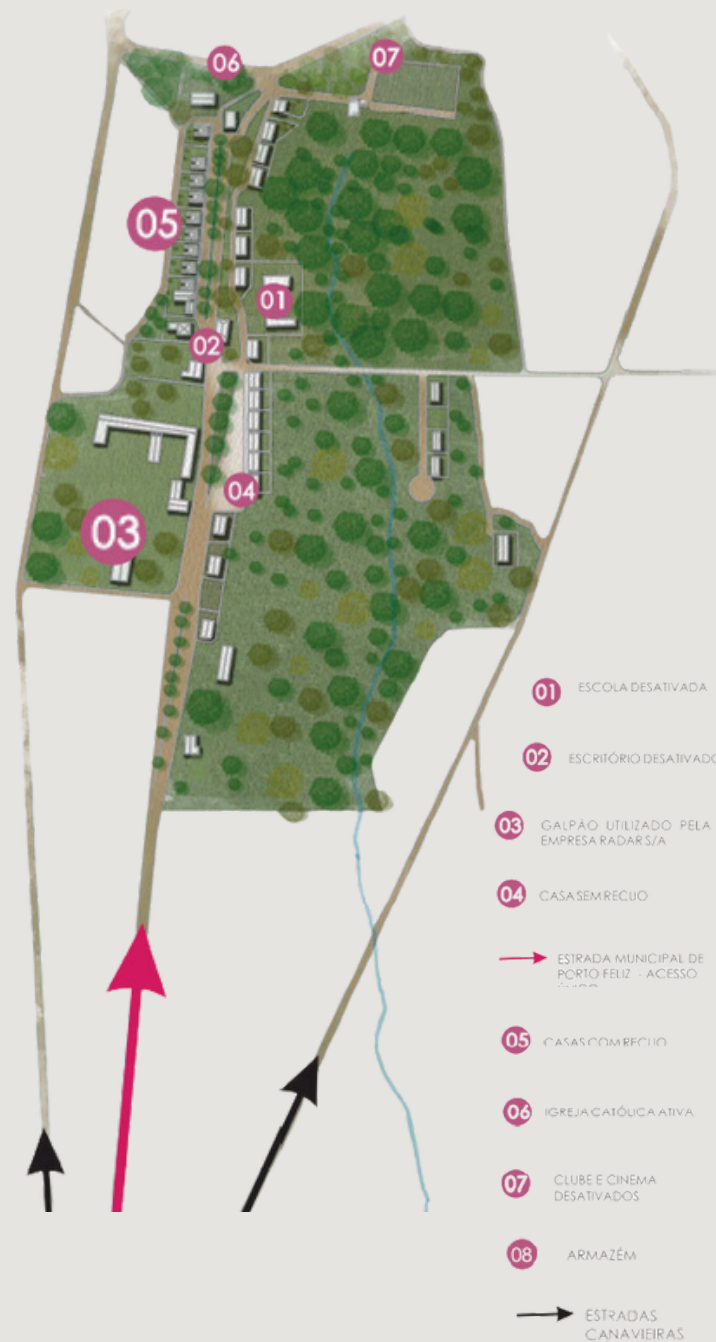 06
07
05
01
02
04
03
01 ESCOLA DESATIVADA
02 ESCRITÓRIO DESATIVADO
03 GALPÃO UTILIZADO PELA
EMPRESA RADAR S/A
04 CASA SEM RECUO
ESTRADA MUNICIPAL DE
PORTO FELIZ - ACESSO
05 CASAS COM RECUO
06 IGREJA CATÓLICA ATIVA
07 CLUBE E CINEMA
DESATIVADOS
08 ARMAZÉM
ESTRADAS
CANAVIEIRAS